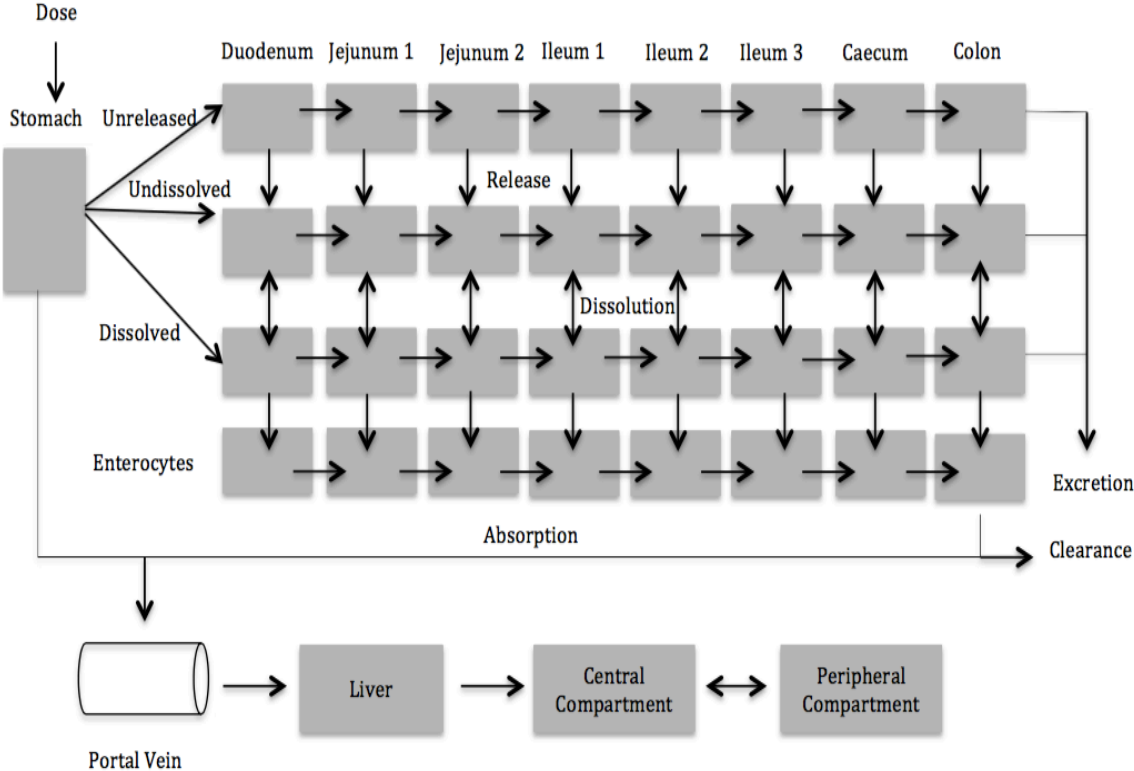 Dose
Duodenum Jejunum 1 Jejunum 2 Ileum 1 Ileum 2 Ileum 3 Caecum Colon
Stomach Unreleased
Undissolved
Release
Dissolution
Dissolved
Enterocytes
Excretion
Absorption
Clearance
Liver
Central
Compartment
Peripheral
Compartment
Portal Vein